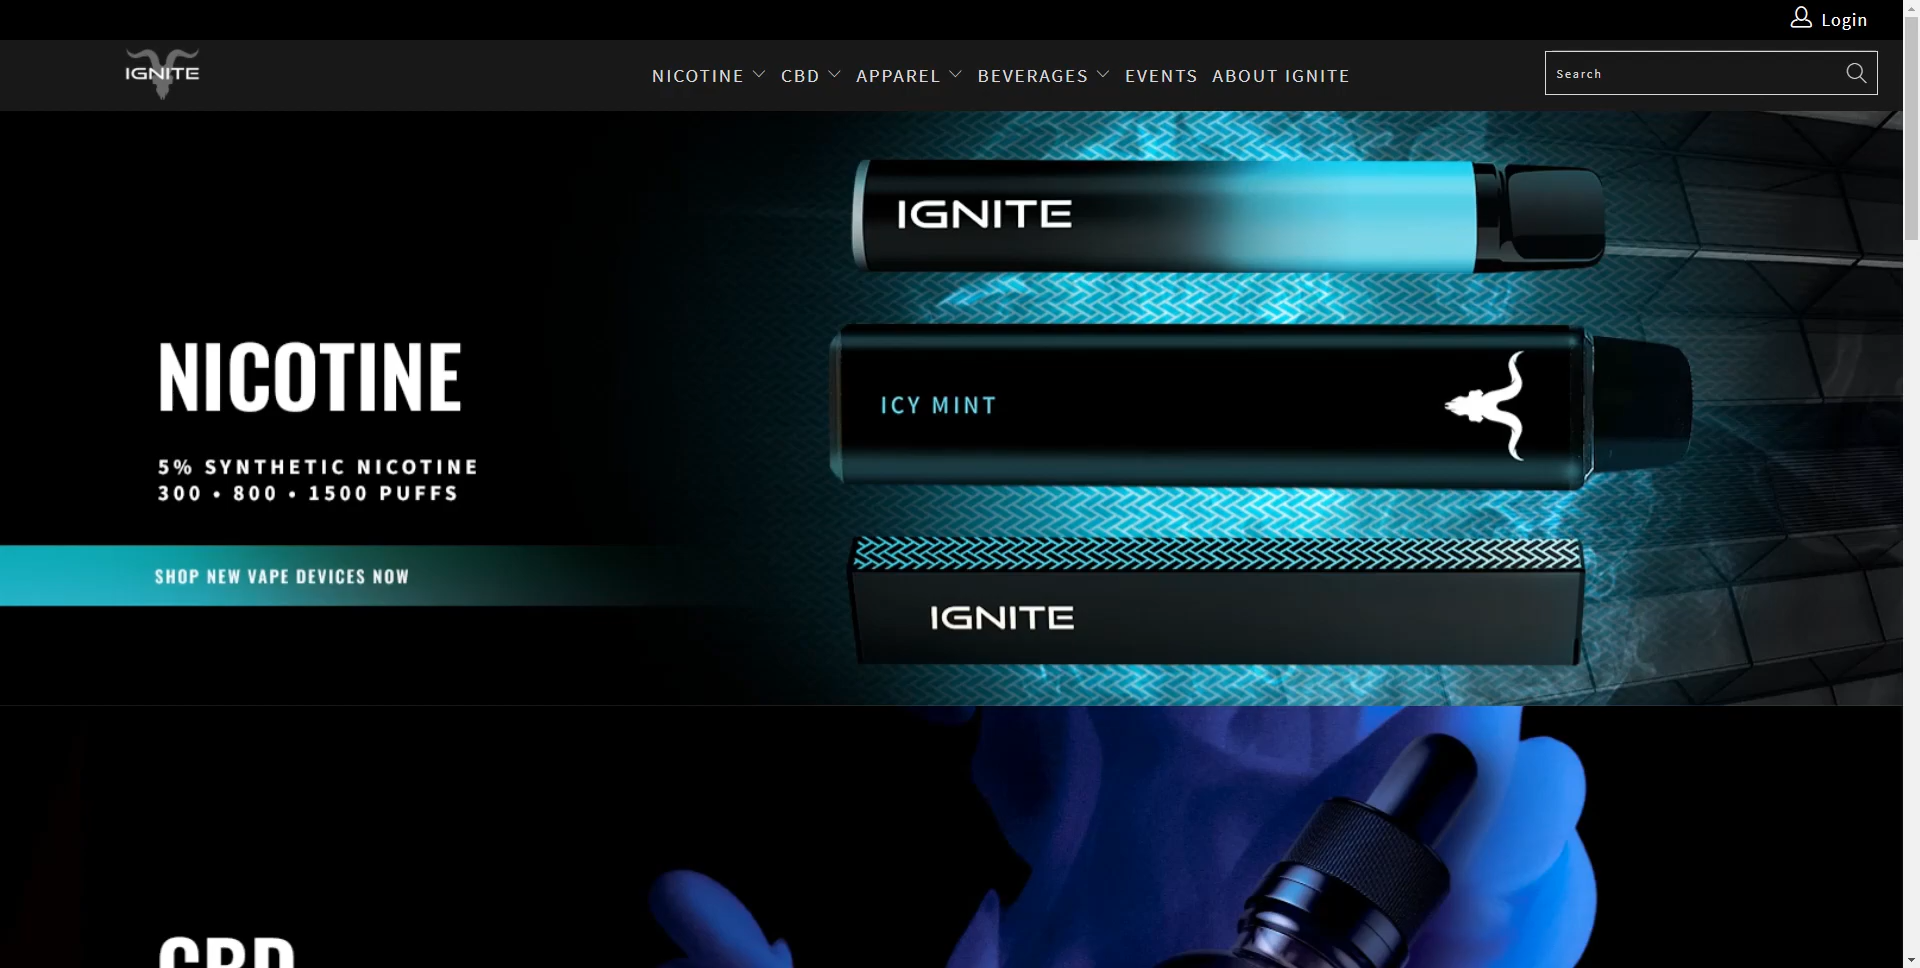 Login
IGNITE
NICOTINE CBD APPAREL BEVERAGES EVENTS ABOUT IGNITE
Search
IGNITE
NICOTINE
ICY MINT
5% SYNTHETIC NICOTINE
300 • 800 • 1500 PUFFS
SHOP NEW VAPE DEVICES NOW
IGNITE
CBD